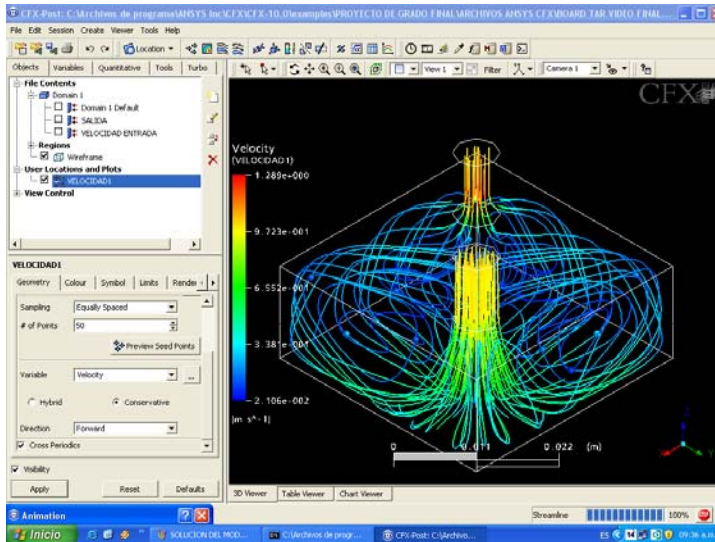 CFX-Post: C:\Archivos de programa\ANSYS Inc\CFX\CFX-10.0\examples\PROYECTO DE GRADO FINAL\ARCHIVOS ANSYS CFX\BOARD TAR VIDEO FINAL...
File Edit Session Create Viewer Tools Help
Location
Objects Variables Quantitative Tools Turbo
View 1 Filter Camera 1
File Contents
Domain 1
Domain 1 Default
SALIDA
VELOCIDAD ENTRADA
Regions
Wireframe
User Locations and Plots
VELOCIDAD1
View Control
CFX
Velocity
(VELOCIDAD1)
1.289e+000
9.723e-001
6.552e-001
3.381e-001
2.106e-002
[m s^-1]
VELOCIDAD1
Geometry Colour Symbol Limits Render
Sampling Equally Spaced
# of Points 50
Preview Seed Points
Variable Velocity ...
Hybrid Conservative
Direction Forward
Cross Periodics
Visibility
Apply Reset Defaults
0 0.011 0.022 (m)
3D Viewer Table Viewer Chart Viewer
Animation
Streamline 100%
Inicio SOLUCION DEL MOD... C:\Archivos de progr... CFX-Post: C:\Archivo... ES 09:36 a.m.